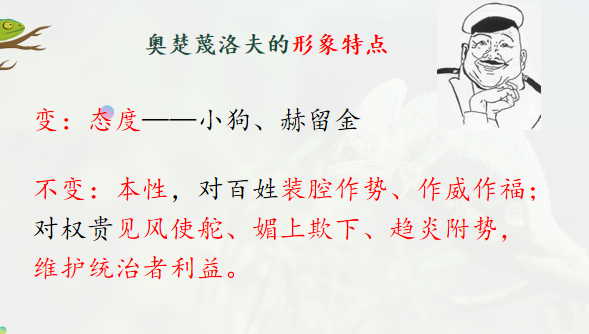 奥楚蔑洛夫的形象特点
变：态度——小狗、赫留金
不变：本性，对百姓装腔作势、作威作福；
对权贵见风使舵、媚上欺下、趋炎附势，
维护统治者利益。